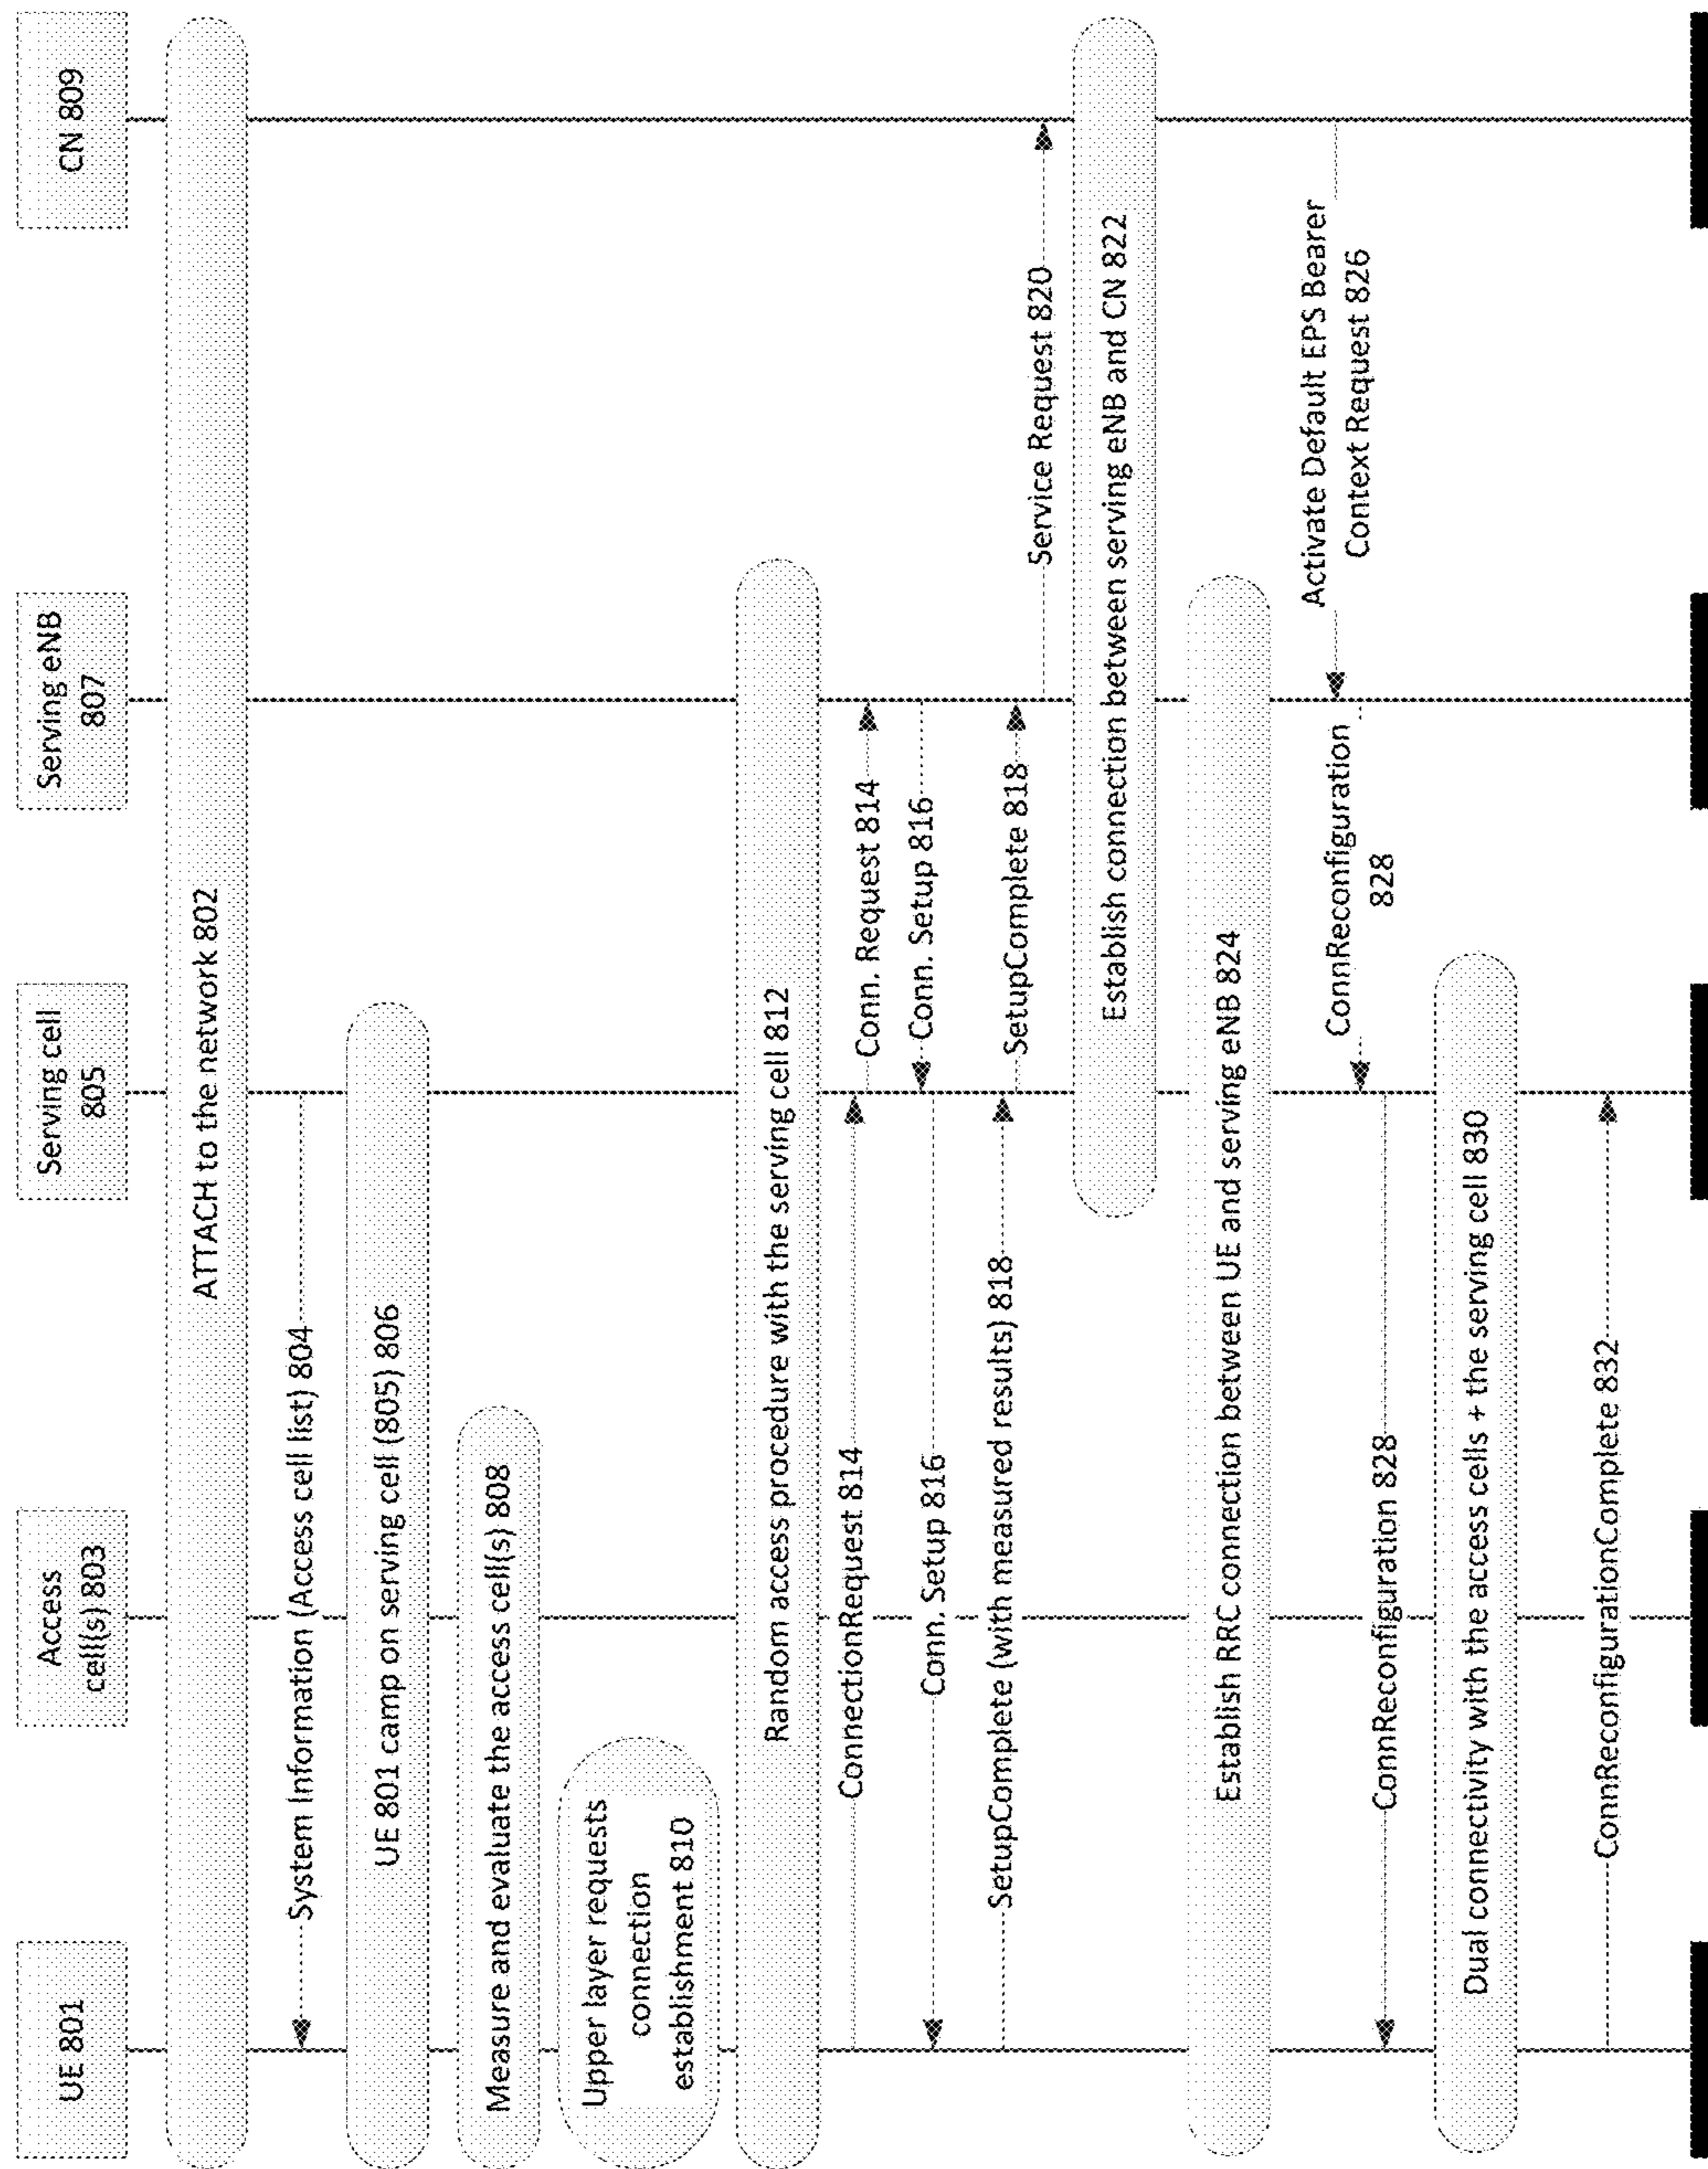 UE 801
Access
cell(s) 803
Serving cell
805
Serving eNB
807
CN 809
ATTACH to the network 802
System Information (Access cell list) 804
UE 801 camp on serving cell (805) 806
Measure and evaluate the access cell(s) 808
Upper layer requests
connection
establishment 810
Random access procedure with the serving cell 812
ConnectionRequest 814
Conn. Request 814
Conn. Setup 816
Conn. Setup 816
SetupComplete (with measured results) 818
SetupComplete 818
Service Request 820
Establish connection between serving eNB and CN 822
Establish RRC connection between UE and serving eNB 824
Activate Default EPS Bearer
Context Request 826
ConnReconfiguration
828
ConnReconfiguration 828
Dual connectivity with the access cells + the serving cell 830
ConnReconfigurationComplete 832